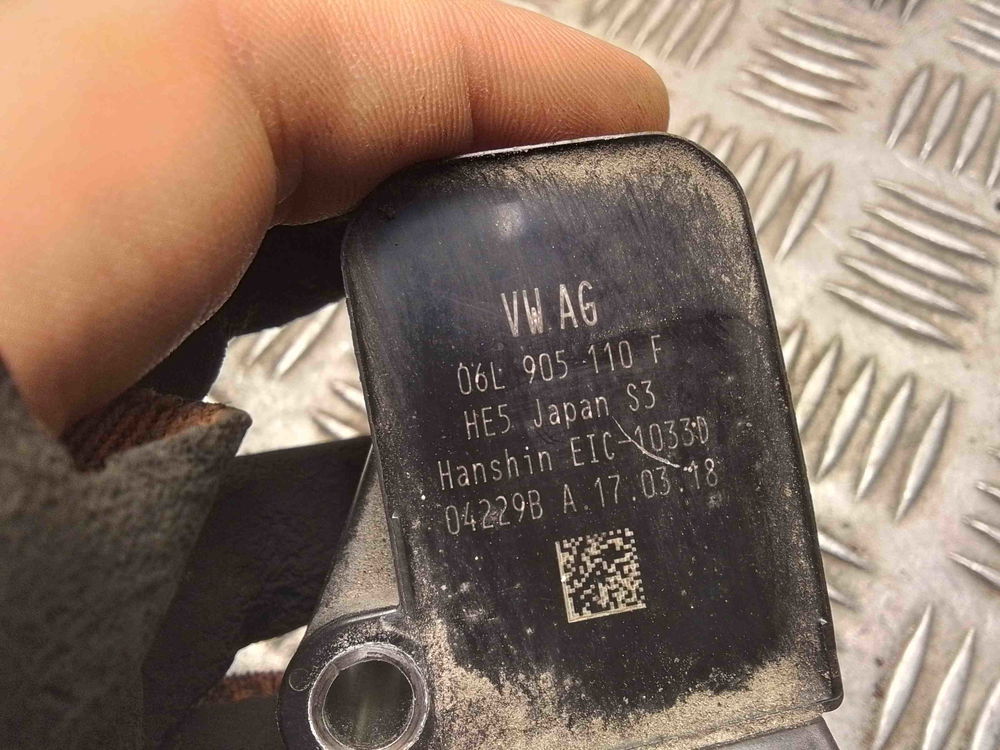 VW AG
06L 905 110 F
HE5 Japan S3
Hanshin EIC-1033D
04229B A 17.03.18